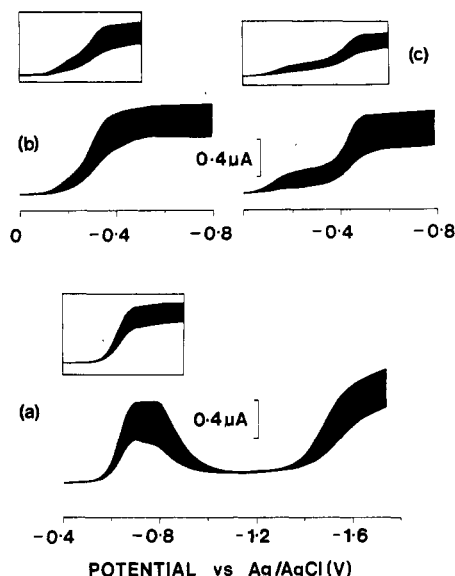 (c)
(b)
0·4μA
0 -0·4 -0·8
-0·4 -0·8
(a)
0·4μA
-0·4 -0·8 -1·2 -1·6
POTENTIAL vs Ag/AgCl (V)